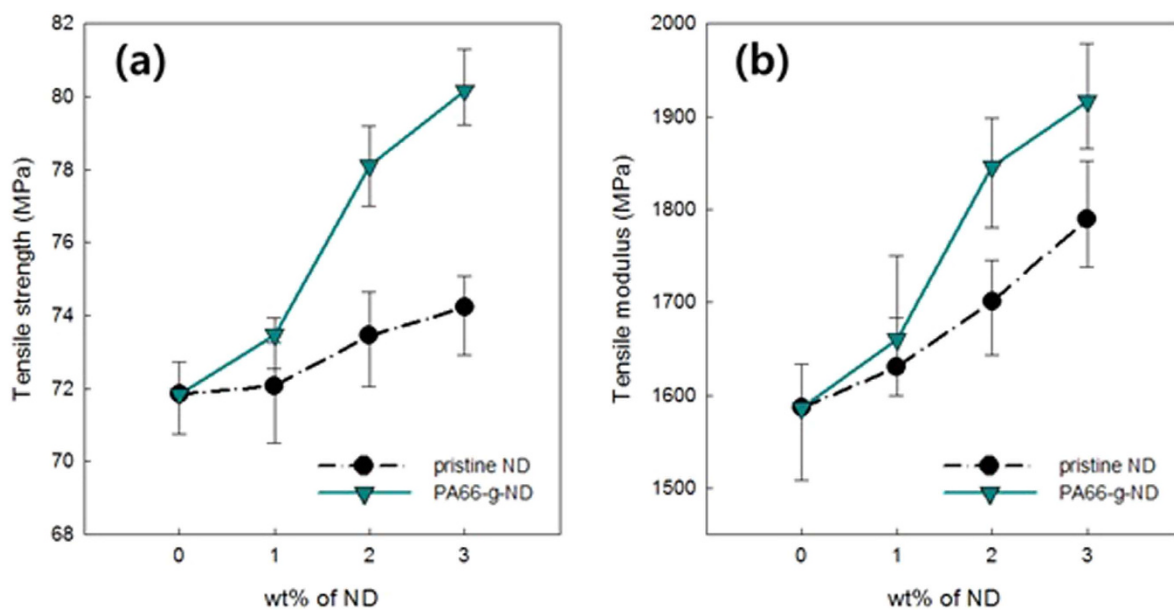 (a)
Tensile strength (MPa)
82
80
78
76
74
72
70
68
0 1 2 3
wt% of ND
pristine ND
PA66-g-ND
(b)
Tensile modulus (MPa)
2000
1900
1800
1700
1600
1500
0 1 2 3
wt% of ND
pristine ND
PA66-g-ND